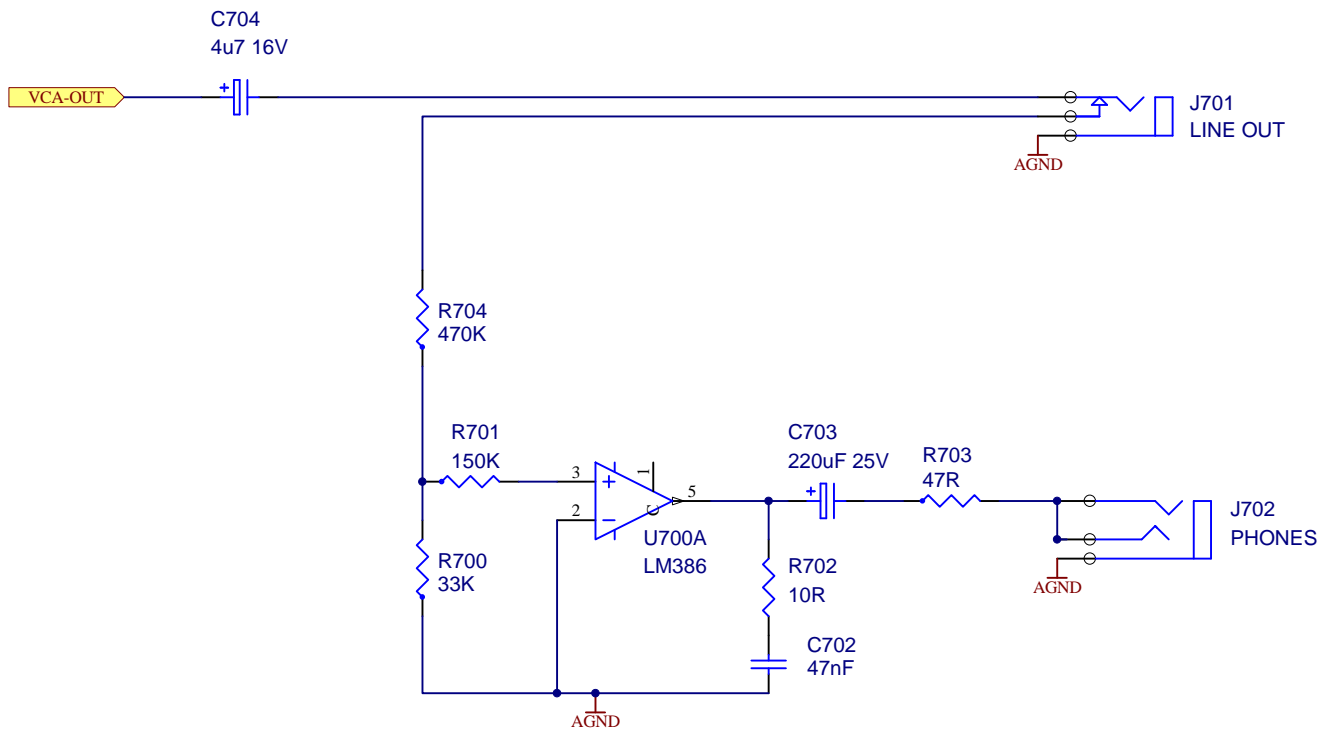 C704
4u7 16V
VCA-OUT
J701
LINE OUT
AGND
R704
470K
R701
150K
C703
220uF 25V
R703
47R
3
1
+
5
2
-
C
U700A
LM386
J702
PHONES
R700
33K
R702
10R
AGND
C702
47nF
AGND